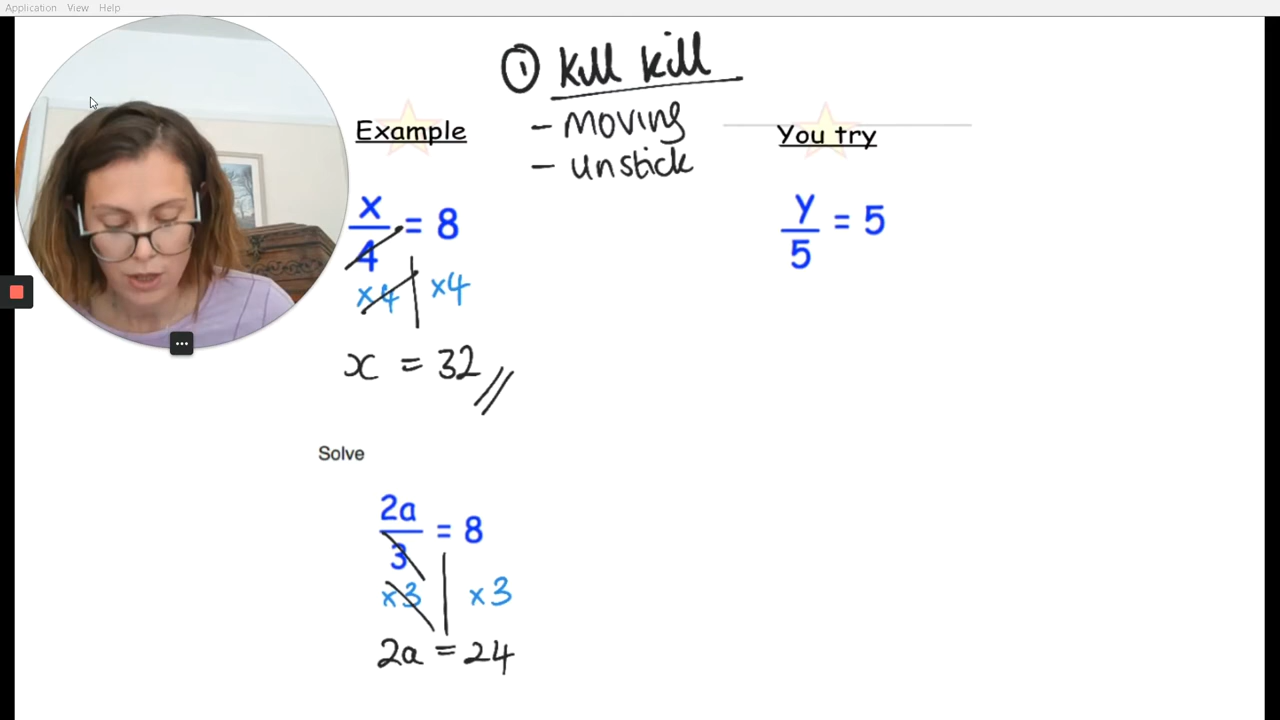 Application View Help
① Kill kill
Example
- moving
- unstick
You try
x/4 = 8
×4 | ×4
x = 32
y/5 = 5
Solve
2a/3 = 8
×3 | ×3
2a = 24